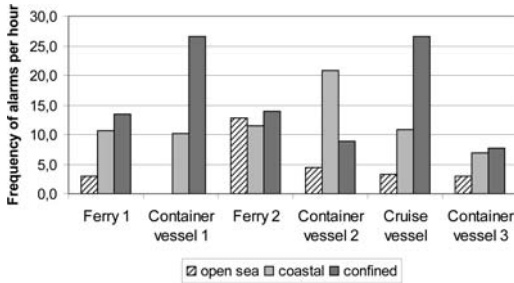 Frequency of alarms per hour
30,0
25,0
20,0
15,0
10,0
5,0
0,0
Ferry 1 Container vessel 1 Ferry 2 Container vessel 2 Cruise vessel Container vessel 3
open sea coastal confined